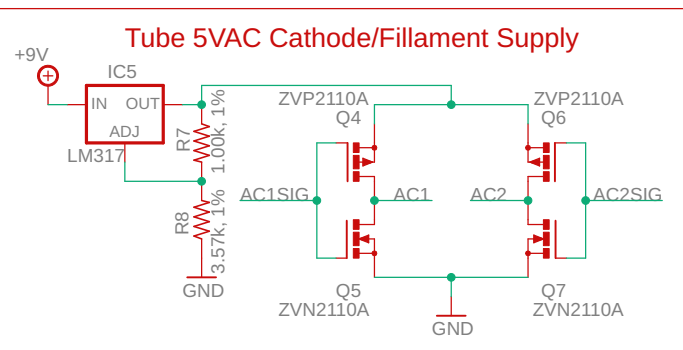 Tube 5VAC Cathode/Fillament Supply
+9V
IC5
IN OUT
ADJ
LM317
R7
1.00k, 1%
R8
3.57k, 1%
GND
ZVP2110A
Q4
ZVP2110A
Q6
AC1SIG
AC1
AC2
AC2SIG
Q5
ZVN2110A
Q7
ZVN2110A
GND